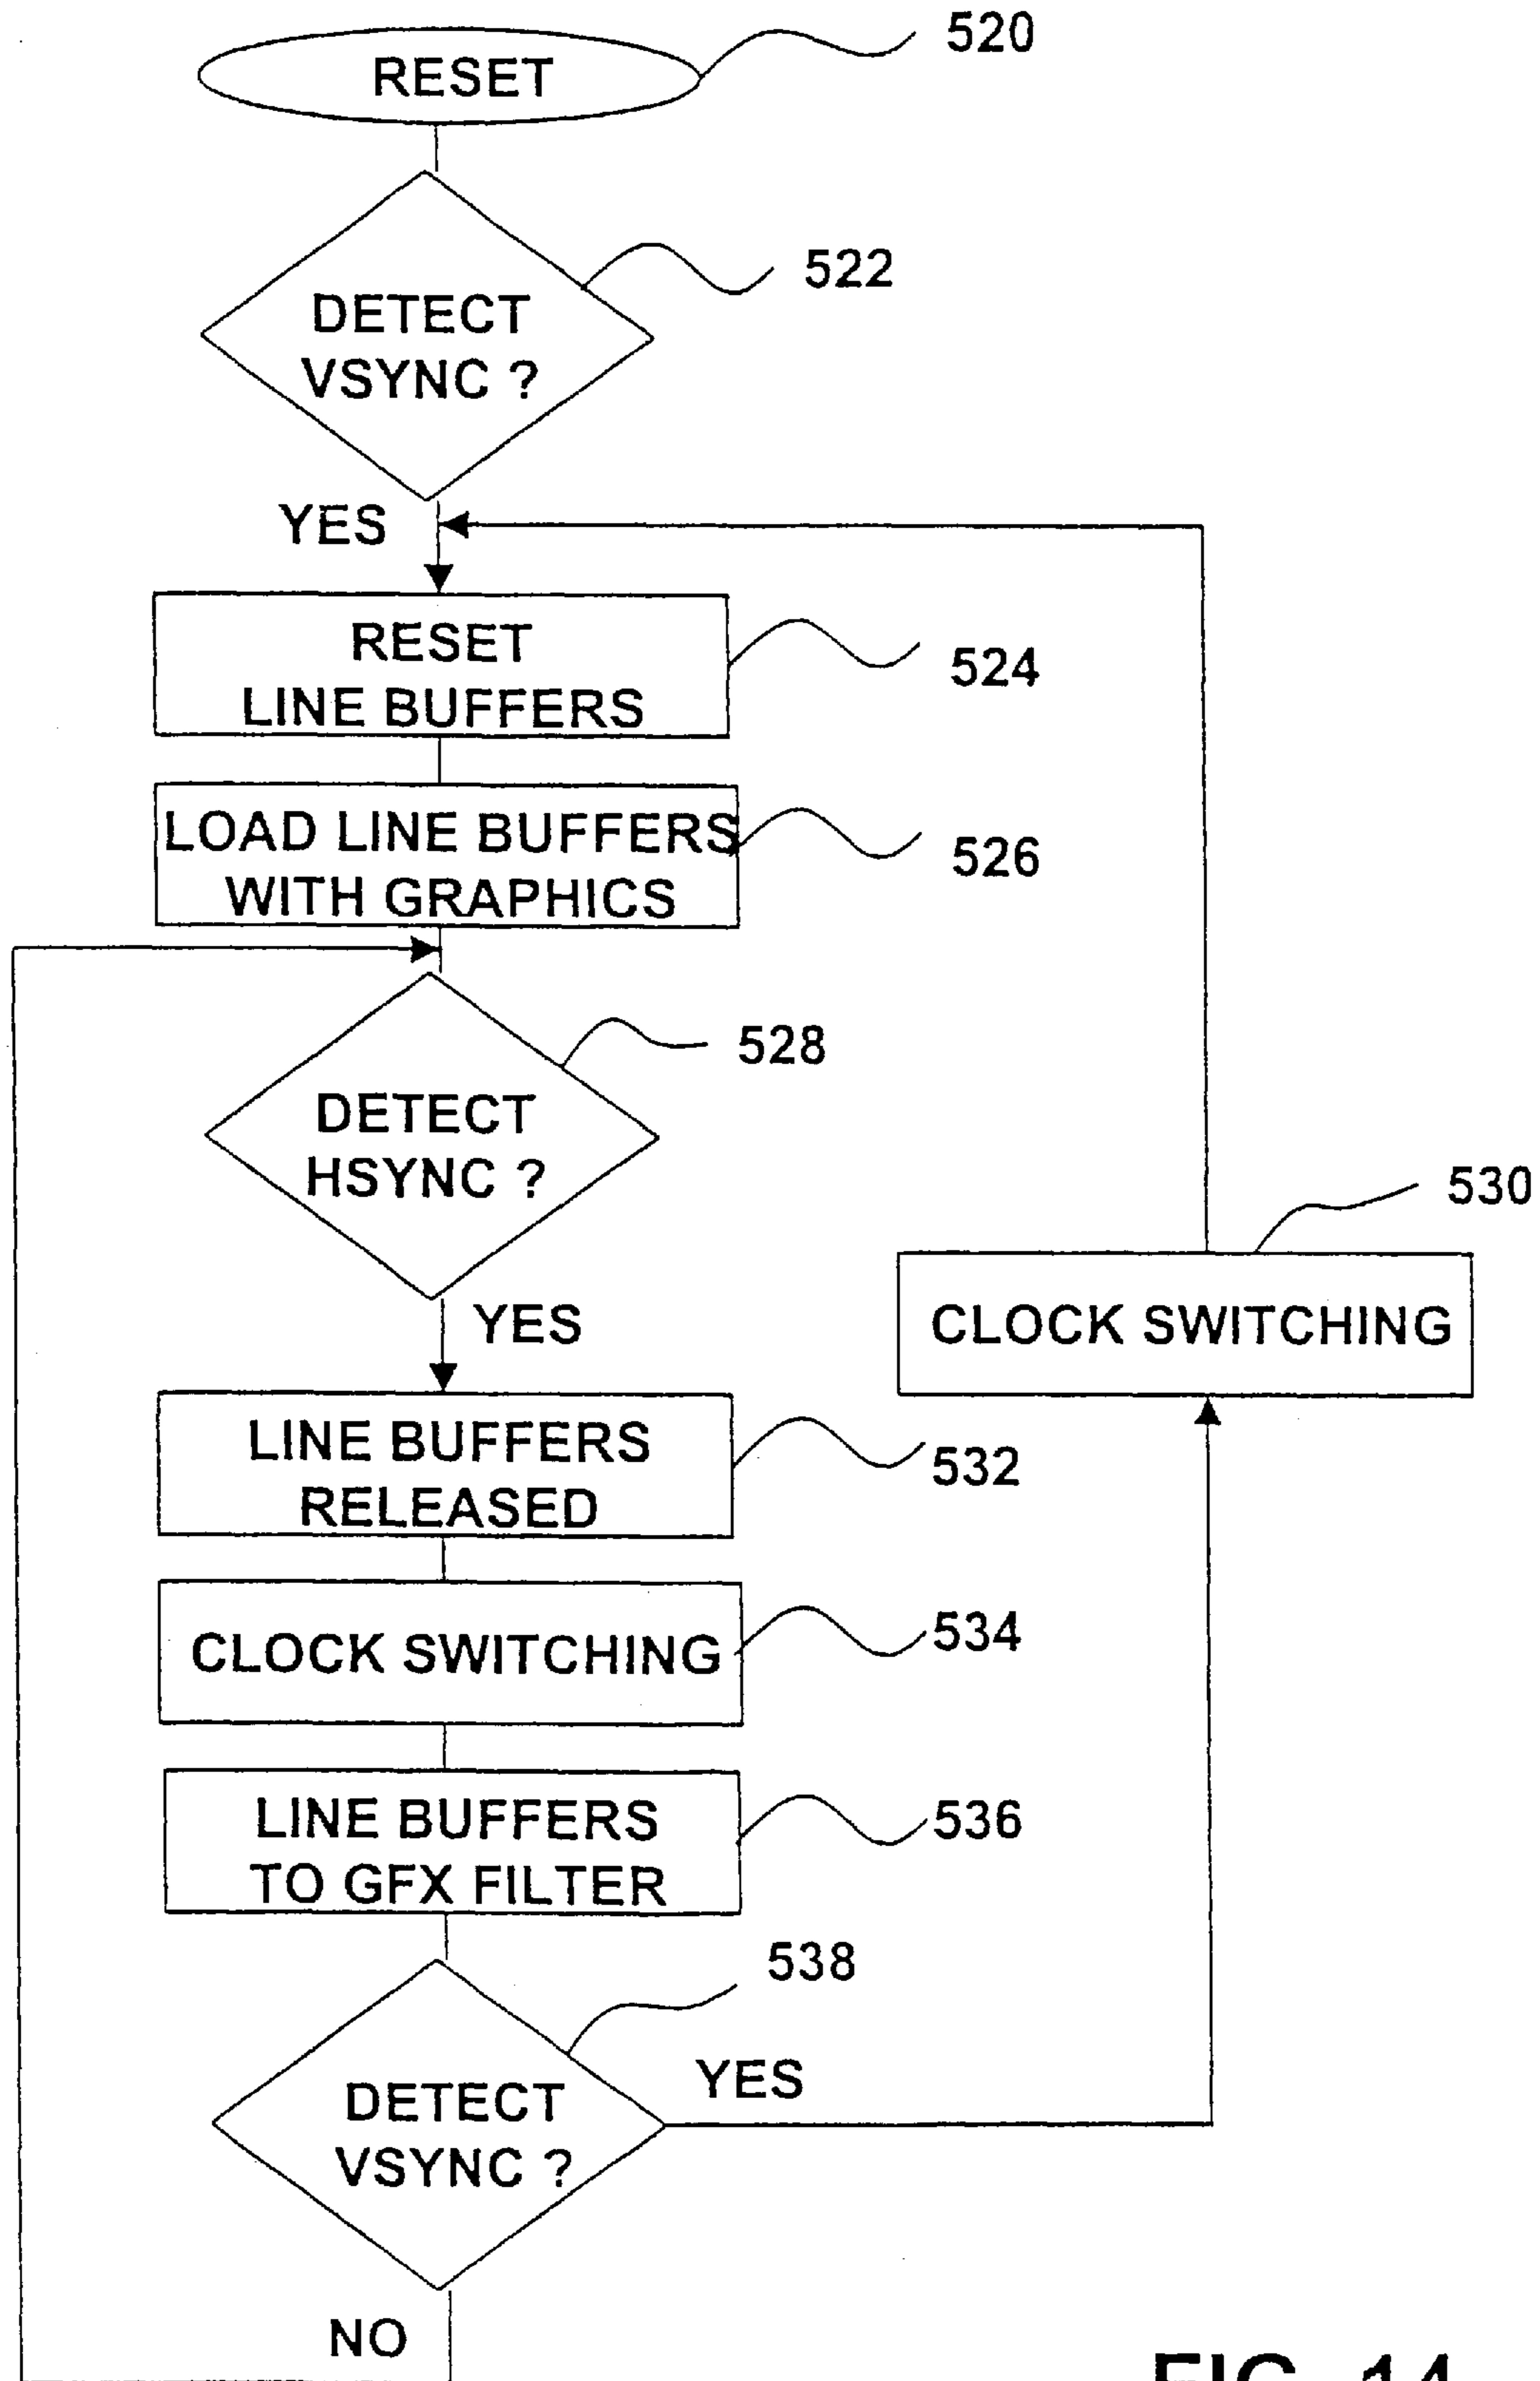 RESET
520
DETECT
VSYNC ?
522
YES
RESET
LINE BUFFERS
524
LOAD LINE BUFFERS
WITH GRAPHICS
526
DETECT
HSYNC ?
528
YES
530
CLOCK SWITCHING
LINE BUFFERS
RELEASED
532
CLOCK SWITCHING
534
LINE BUFFERS
TO GFX FILTER
536
538
DETECT
VSYNC ?
YES
NO
FIG. 14